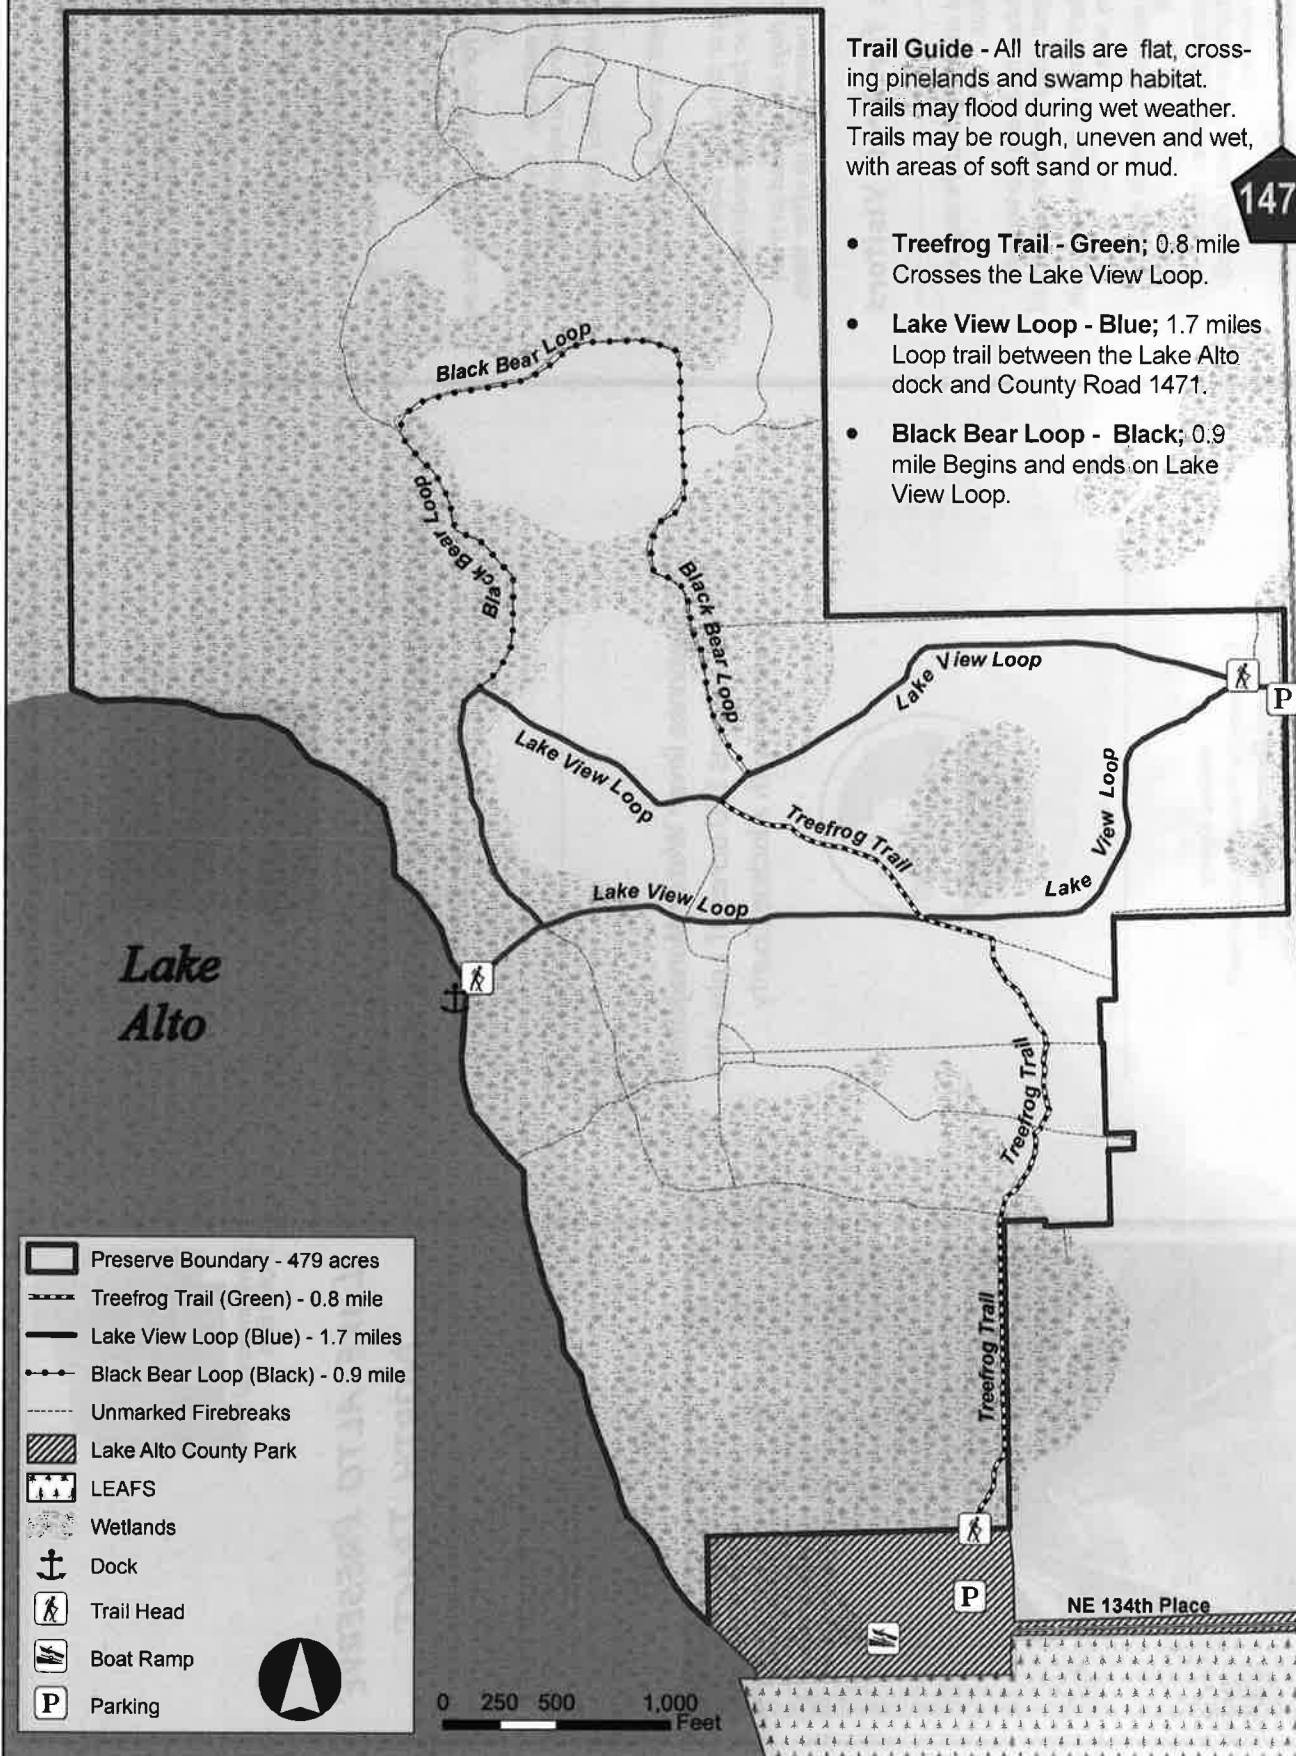 Trail Guide - All trails are flat, cross-
ing pinelands and swamp habitat.
Trails may flood during wet weather.
Trails may be rough, uneven and wet,
with areas of soft sand or mud.
147
• Treefrog Trail - Green; 0.8 mile
Crosses the Lake View Loop.
• Lake View Loop - Blue; 1.7 miles
Loop trail between the Lake Alto
dock and County Road 1471.
• Black Bear Loop - Black; 0.9
mile Begins and ends on Lake
View Loop.
Black Bear Loop
Black Bear Loop
Black Bear Loop
Lake View Loop
P
Lake View Loop
Lake View Loop
Treefrog Trail
Lake View Loop
Lake
Alto
Treefrog Trail
Treefrog Trail
P
NE 134th Place
Preserve Boundary - 479 acres
Treefrog Trail (Green) - 0.8 mile
Lake View Loop (Blue) - 1.7 miles
Black Bear Loop (Black) - 0.9 mile
Unmarked Firebreaks
Lake Alto County Park
LEAFS
Wetlands
Dock
Trail Head
Boat Ramp
P Parking
0 250 500 1,000
Feet